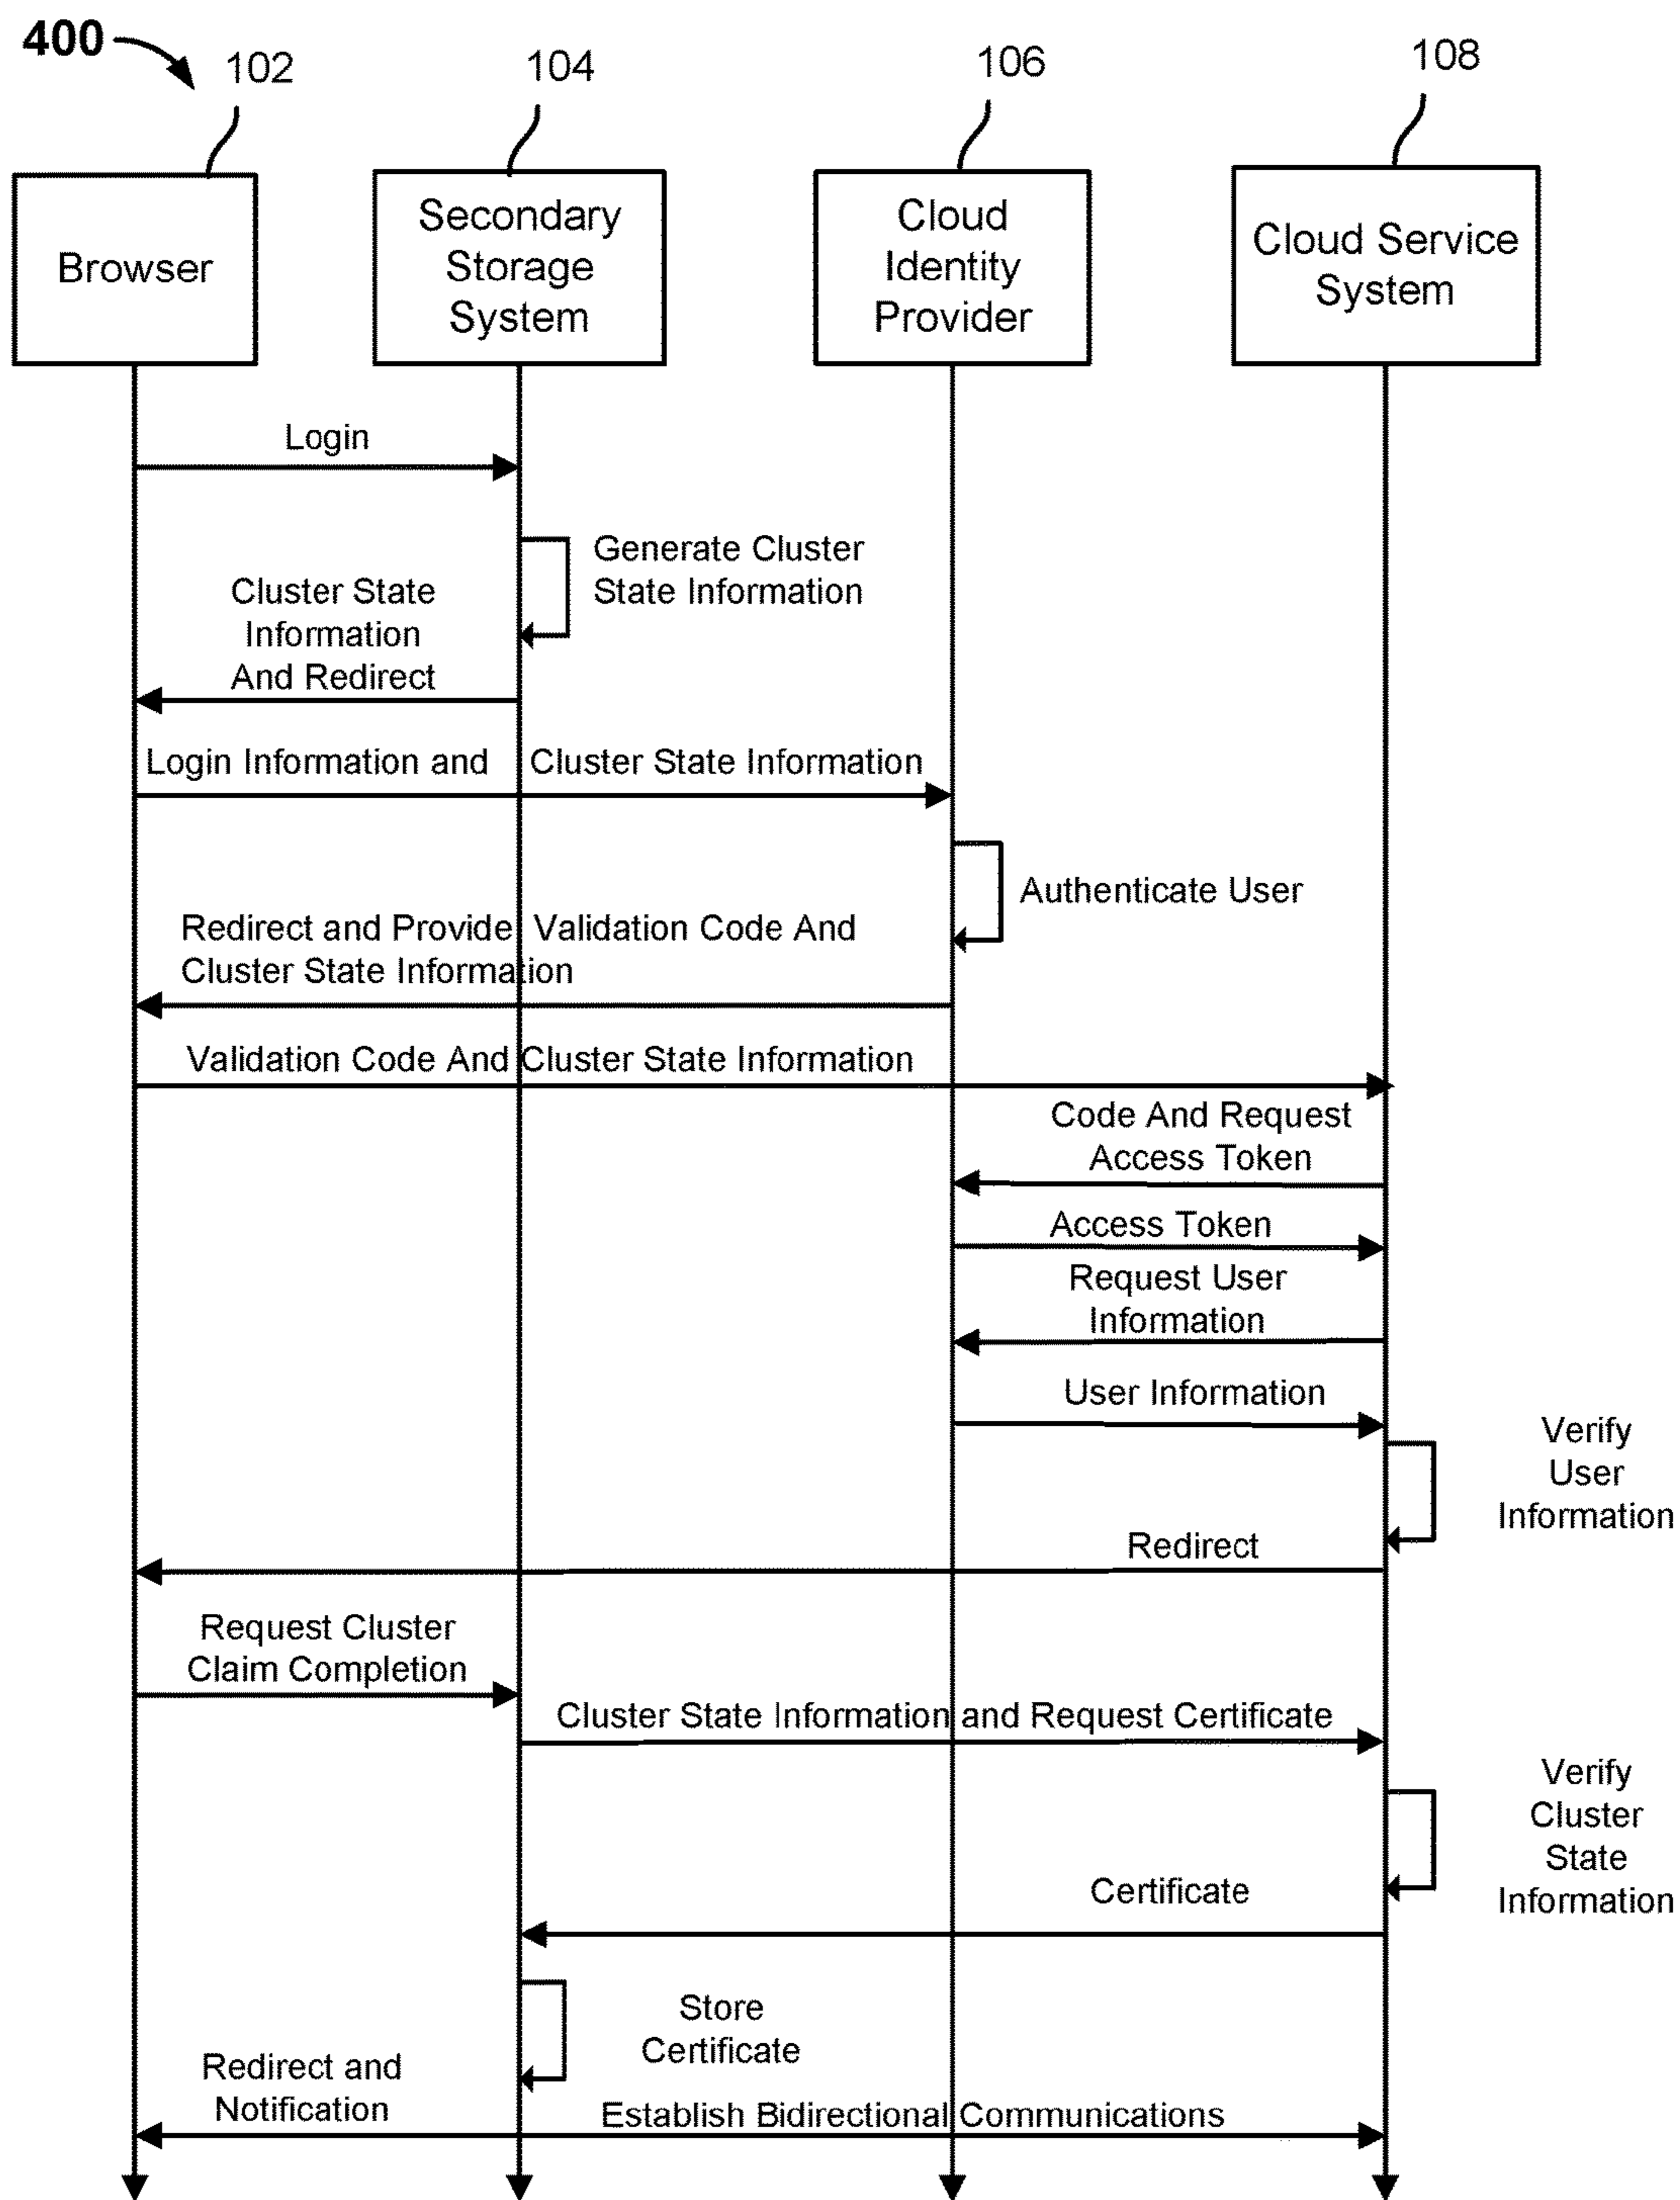 400
102
104
106
108
Browser
Secondary
Storage
System
Cloud
Identity
Provider
Cloud Service
System
Login
Generate Cluster
State Information
Cluster State
Information
And Redirect
Login Information and Cluster State Information
Authenticate User
Redirect and Provide Validation Code And
Cluster State Information
Validation Code And Cluster State Information
Code And Request
Access Token
Access Token
Request User
Information
User Information
Verify
User
Information
Redirect
Request Cluster
Claim Completion
Cluster State Information and Request Certificate
Verify
Cluster
State
Information
Certificate
Store
Certificate
Redirect and
Notification
Establish Bidirectional Communications